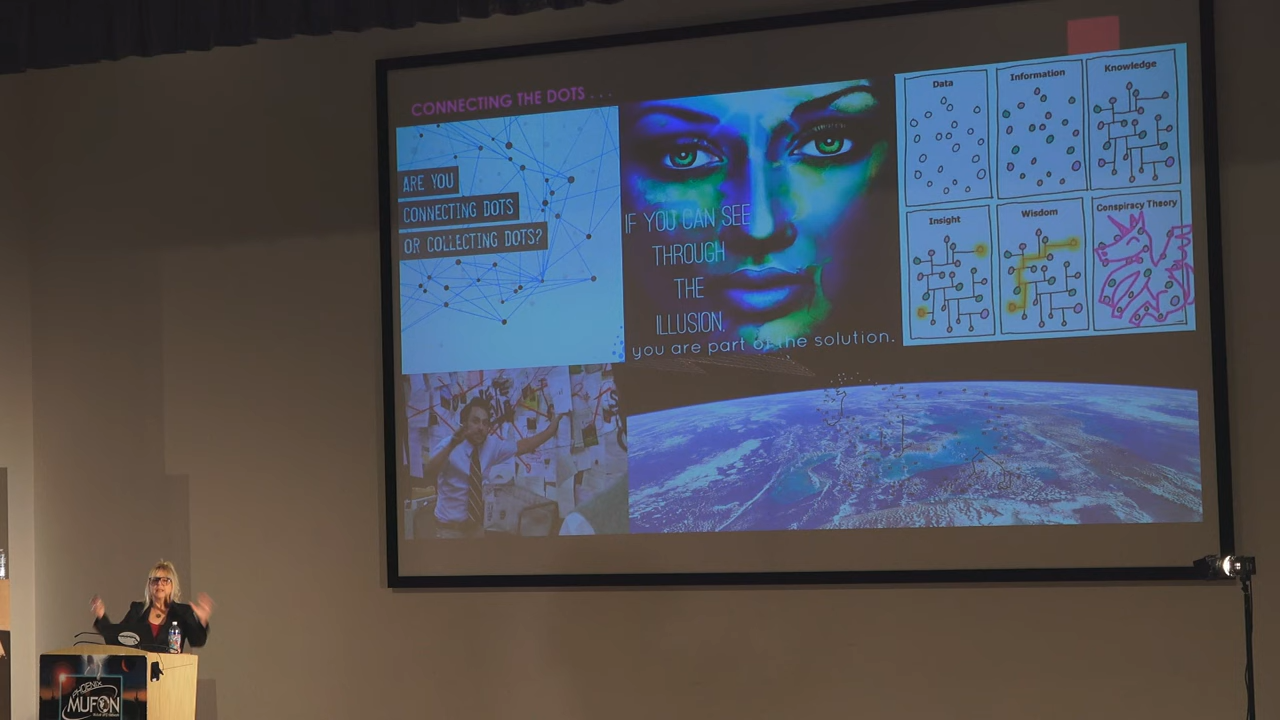 CONNECTING THE DOTS . . .
ARE YOU
CONNECTING DOTS
OR COLLECTING DOTS?
IF YOU CAN SEE
THROUGH
THE
ILLUSION,
you are part of the solution.
Data
Information
Knowledge
Insight
Wisdom
Conspiracy Theory
PHOENIX
MUFON